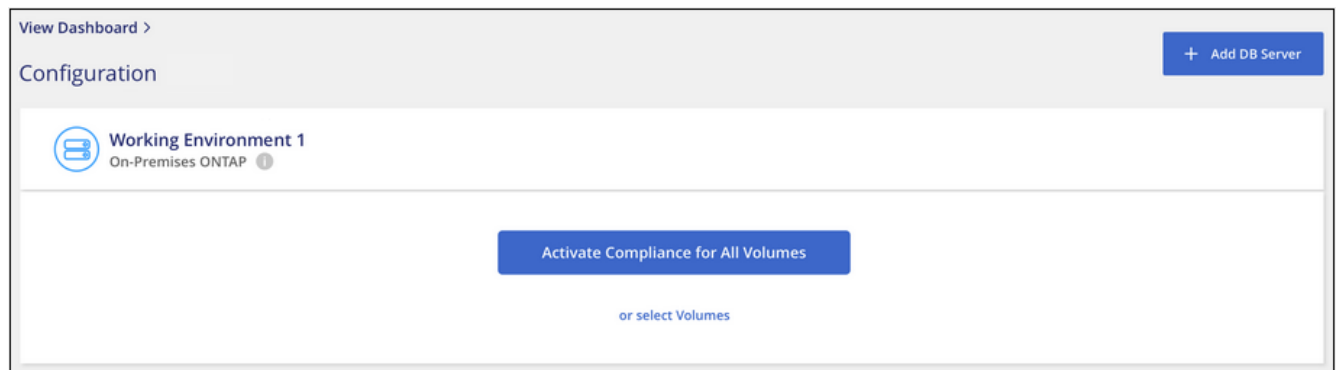 View Dashboard >
+ Add DB Server
Configuration
Working Environment 1
On-Premises ONTAP i
Activate Compliance for All Volumes
or select Volumes